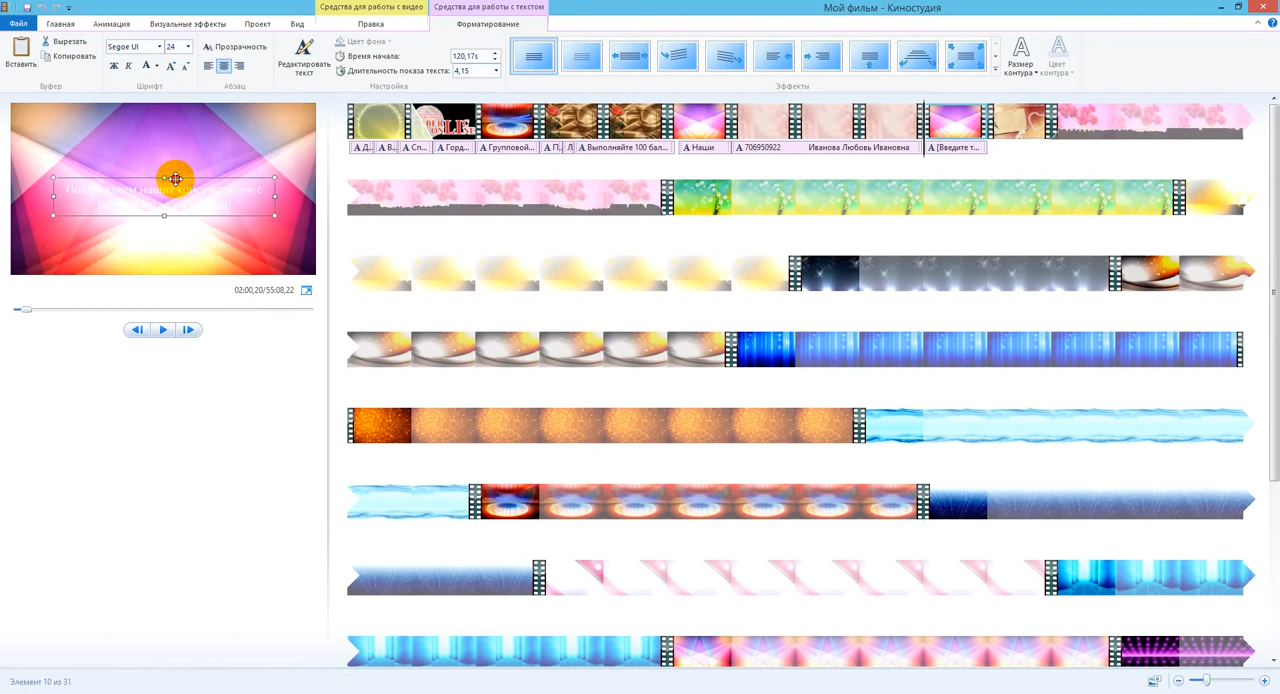 Средства для работы с видео
Средства для работы с текстом
Мой фильм - Киностудия
Файл
Главная
Анимация
Визуальные эффекты
Проект
Вид
Правка
Форматирование
Вставить
Вырезать
Копировать
Буфер
Segoe UI
24
Ж К А А А
Шрифт
Прозрачность
Абзац
Редактировать текст
Цвет фона
Время начала:
120,17s
Длительность показа текста:
4,15
Настройка
Эффекты
Размер контура
Цвет контура
A Д...
A В...
A Сп...
A Горд...
A Групповой...
A П..
Л
A Выполняйте 100 бал...
A Наши
A 706950922 Иванова Любовь Ивановна
A [Введите т...
наших
с
02:00,20/55:08,22
Элемент 10 из 31